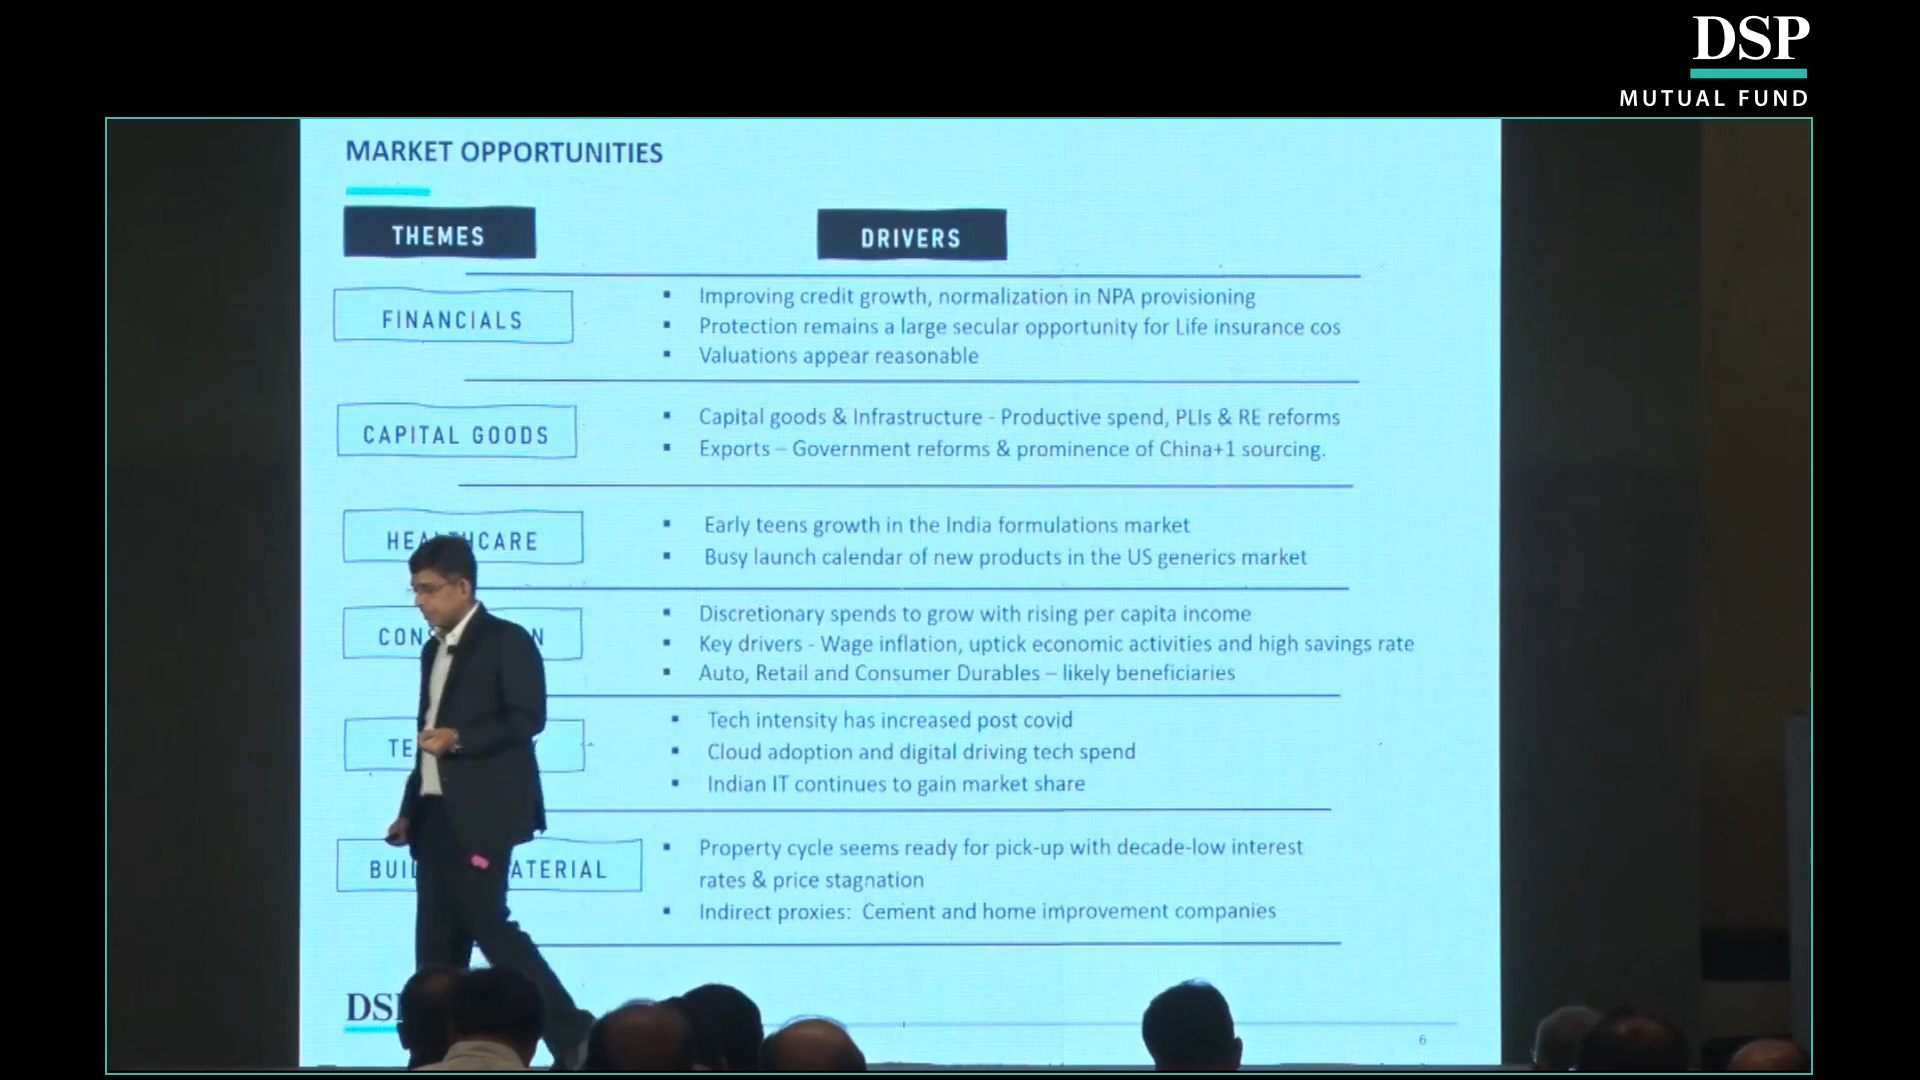 DSP
MUTUAL FUND
MARKET OPPORTUNITIES
THEMES
DRIVERS
FINANCIALS
▪ Improving credit growth, normalization in NPA provisioning
▪ Protection remains a large secular opportunity for Life insurance cos
▪ Valuations appear reasonable
CAPITAL GOODS
▪ Capital goods & Infrastructure - Productive spend, PLIs & RE reforms
▪ Exports – Government reforms & prominence of China+1 sourcing.
▪ Early teens growth in the India formulations market
▪ Busy launch calendar of new products in the US generics market
▪ Discretionary spends to grow with rising per capita income
▪ Key drivers - Wage inflation, uptick economic activities and high savings rate
▪ Auto, Retail and Consumer Durables – likely beneficiaries
▪ Tech intensity has increased post covid
▪ Cloud adoption and digital driving tech spend
▪ Indian IT continues to gain market share
▪ Property cycle seems ready for pick-up with decade-low interest
rates & price stagnation
▪ Indirect proxies: Cement and home improvement companies
6